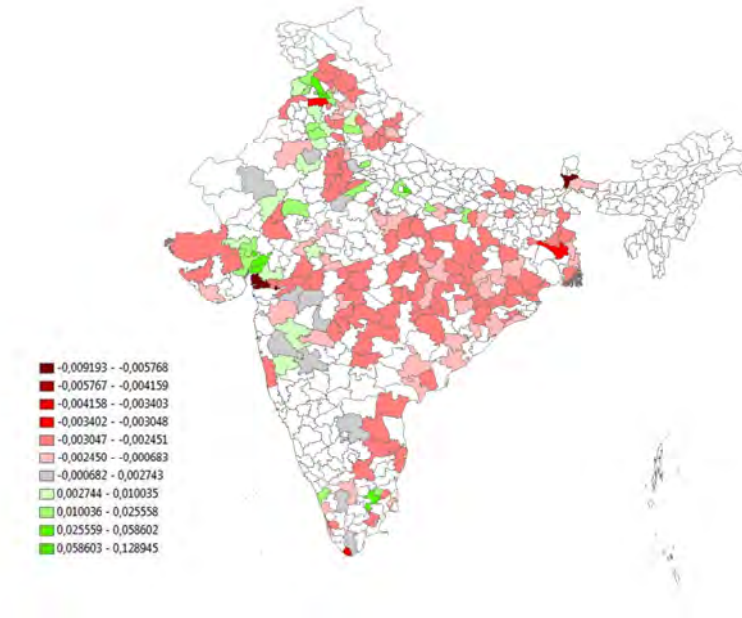 -0,009193 - -0,005768
-0,005767 - -0,004159
-0,004158 - -0,003403
-0,003402 - -0,003048
-0,003047 - -0,002451
-0,002450 - -0,000683
-0,000682 - 0,002743
0,002744 - 0,010035
0,010036 - 0,025558
0,025559 - 0,058602
0,058603 - 0,128945